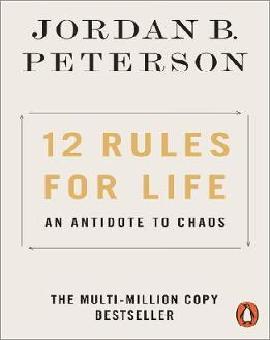 JORDAN B.
PETERSON
12 RULES
FOR LIFE
AN ANTIDOTE TO CHAOS
THE MULTI-MILLION COPY
BESTSELLER